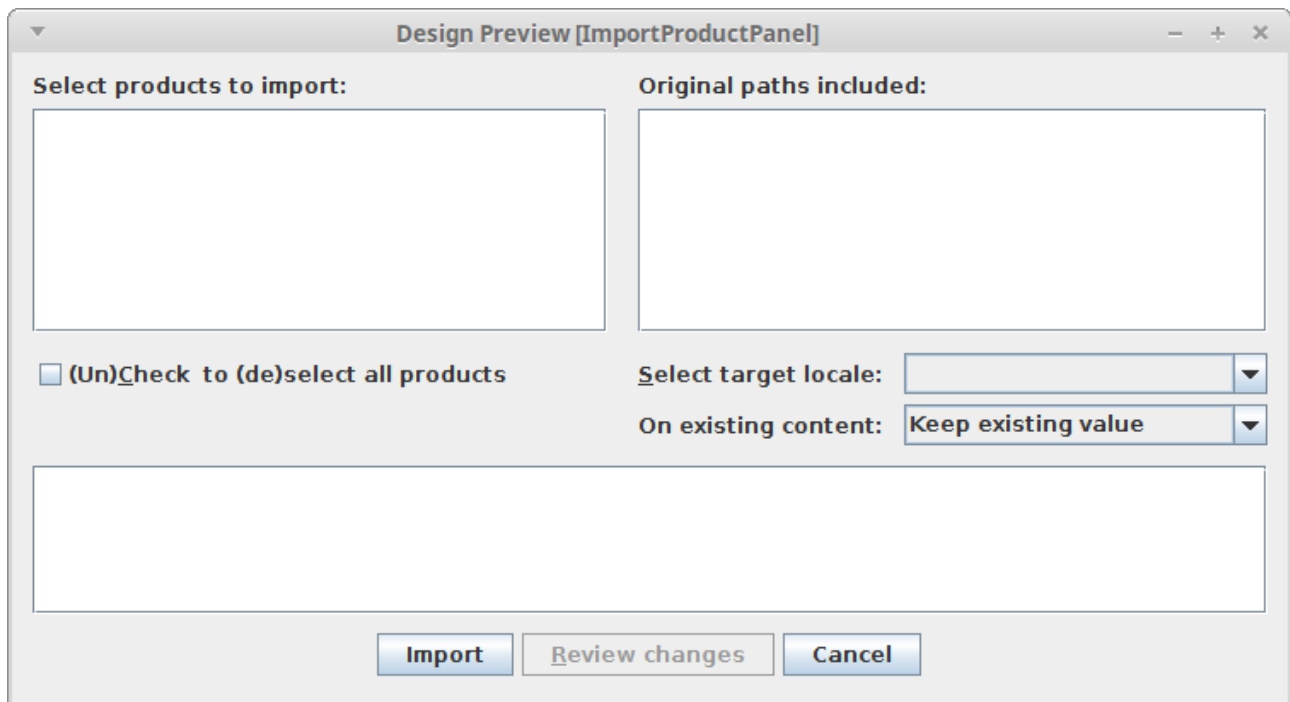 Design Preview [ImportProductPanel]
Select products to import:
Original paths included:
(Un)Check to (de)select all products
Select target locale:
On existing content: Keep existing value
Import Review changes Cancel